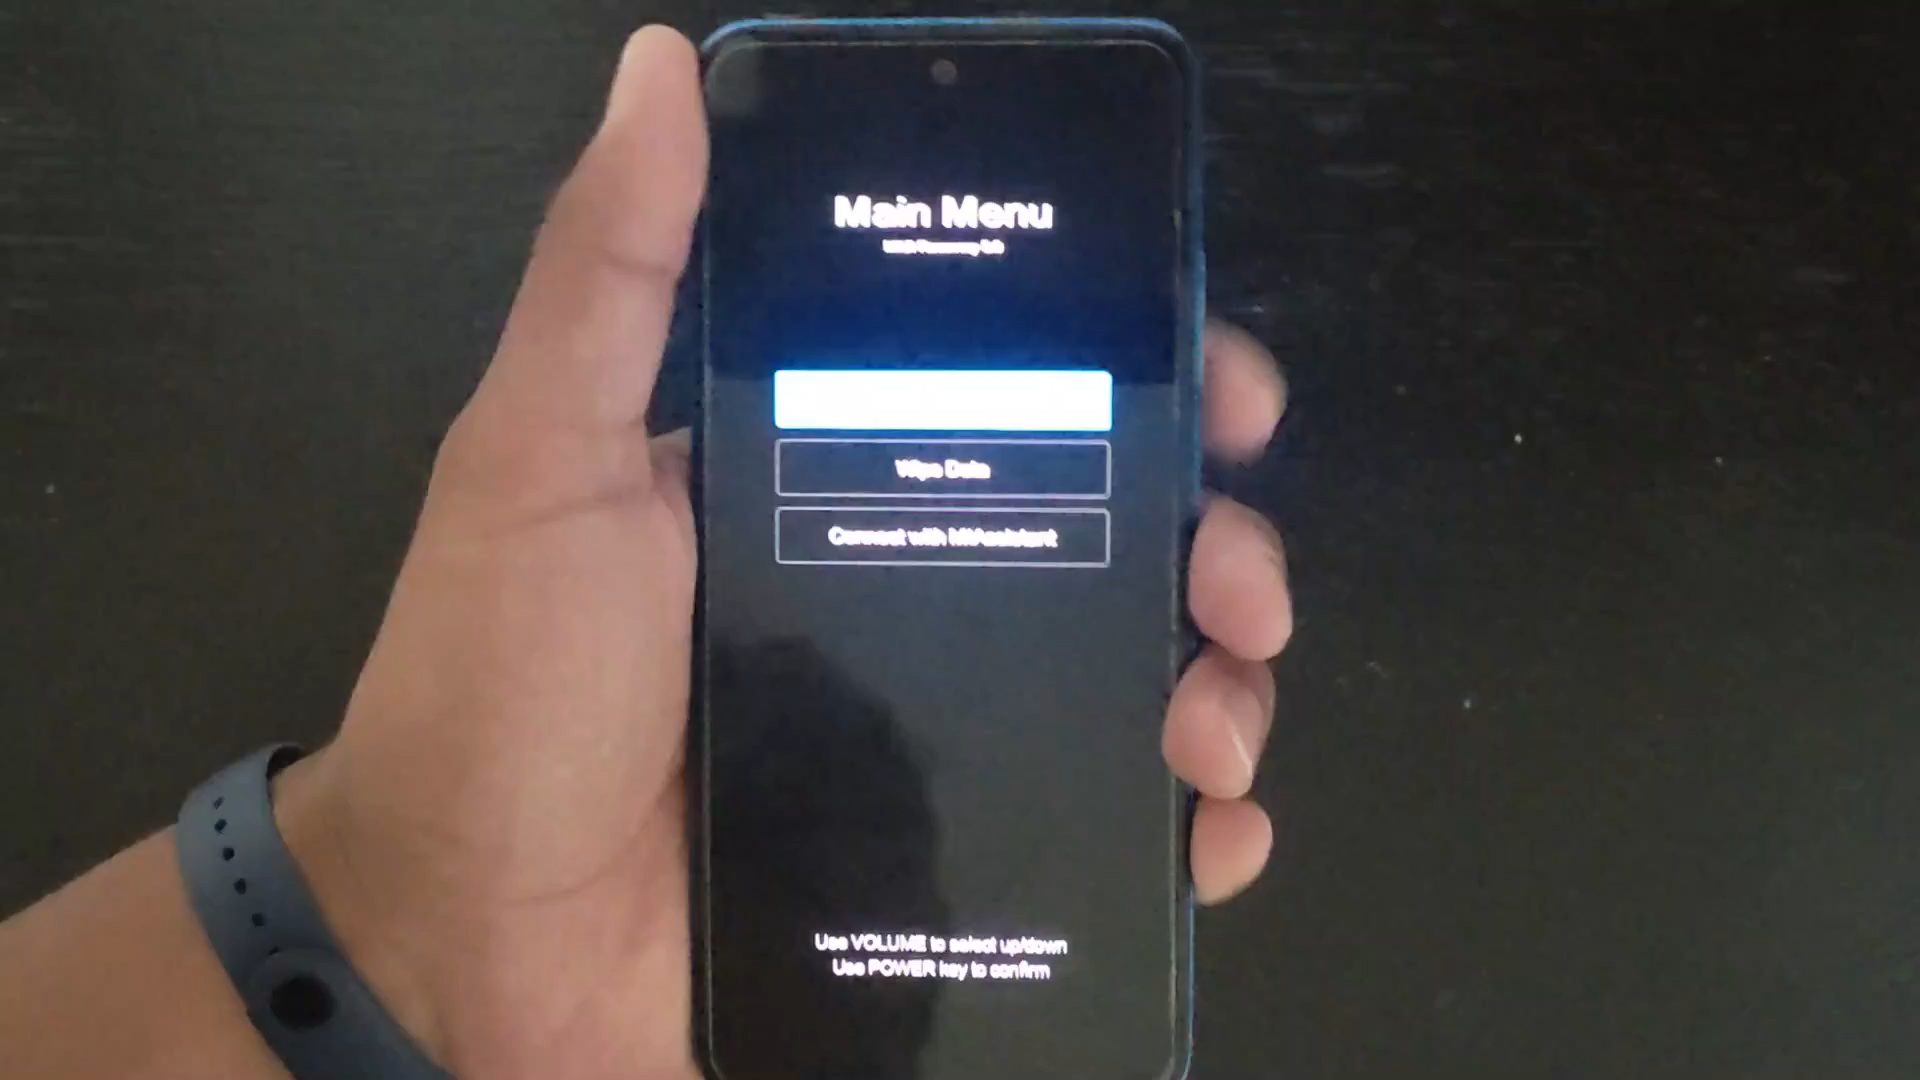 Main Menu
Wipe Data
Connect with MIAssistant
Use VOLUME to select up/down
Use POWER key to confirm